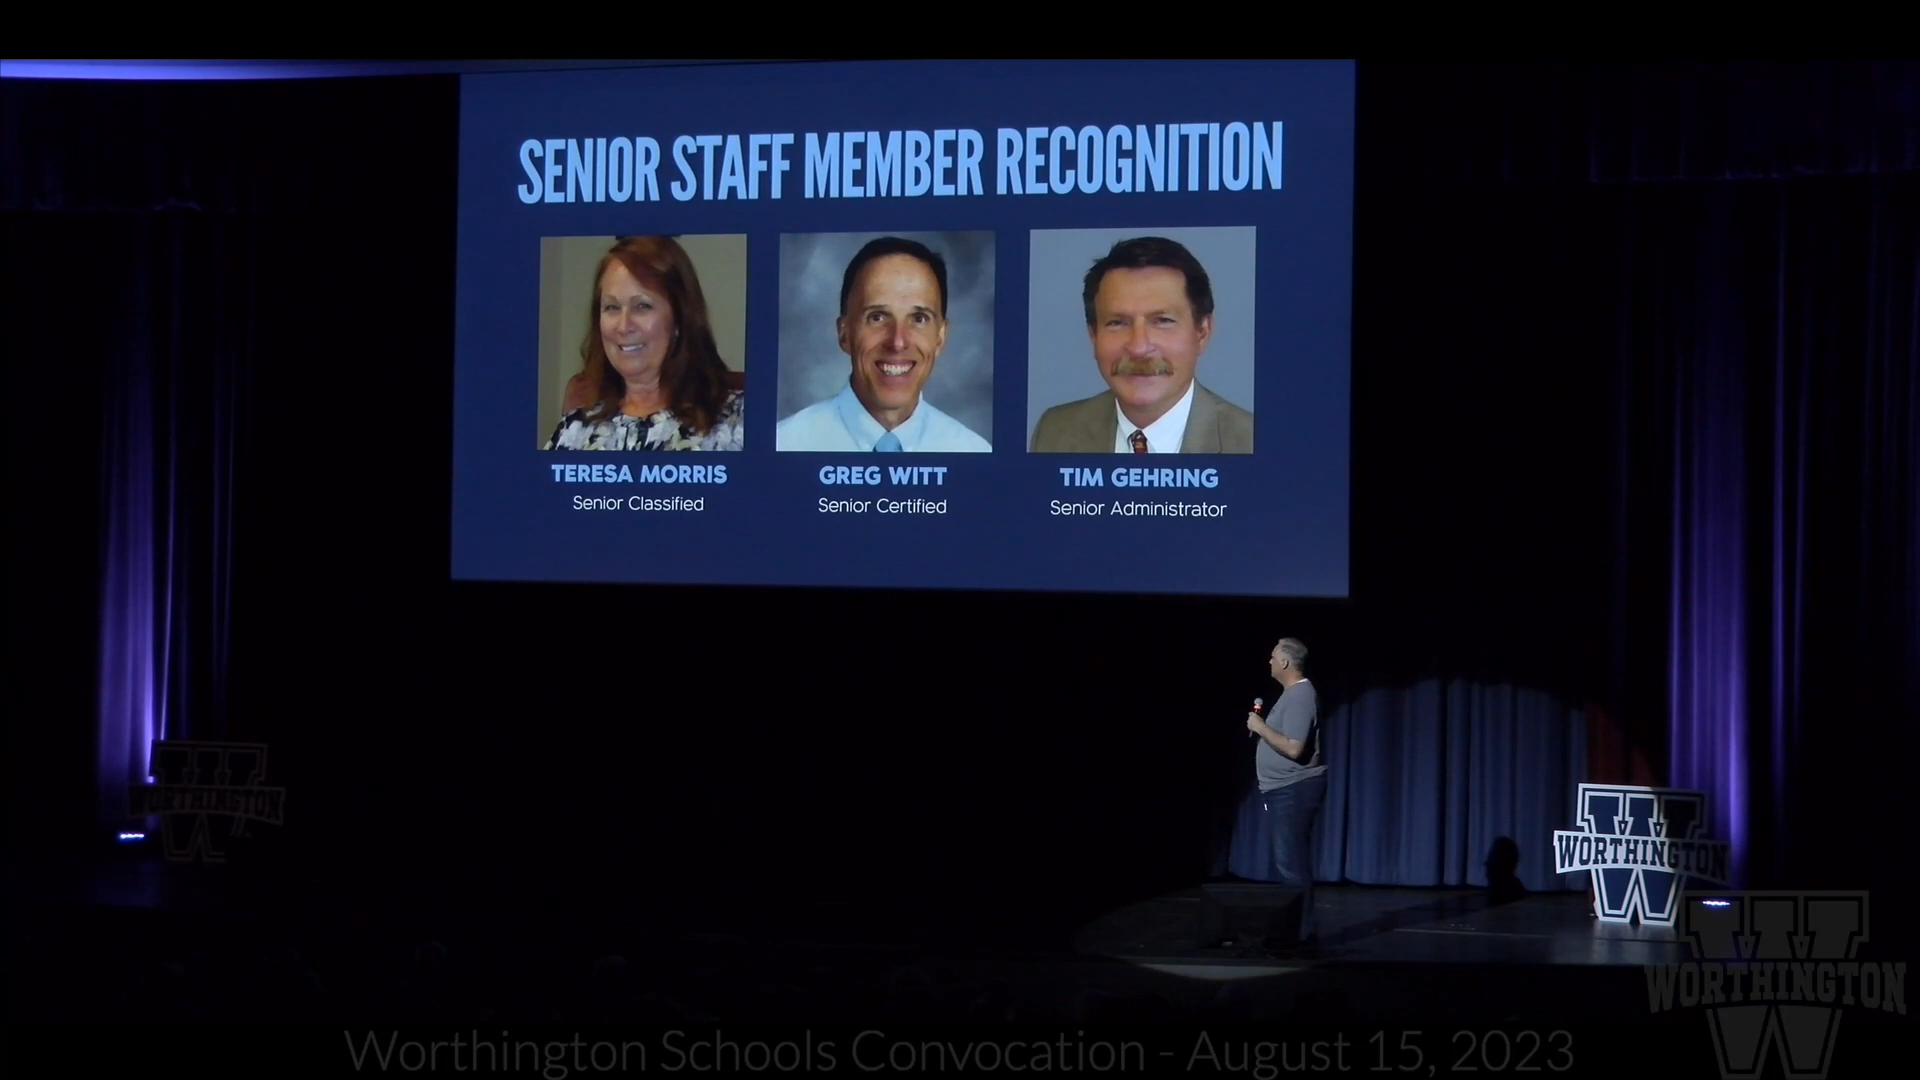 SENIOR STAFF MEMBER RECOGNITION
TERESA MORRIS
Senior Classified
GREG WITT
Senior Certified
TIM GEHRING
Senior Administrator
W
WORTHINGTON
W
WORTHINGTON
W
WORTHINGTON
Worthington Schools Convocation - August 15, 2023